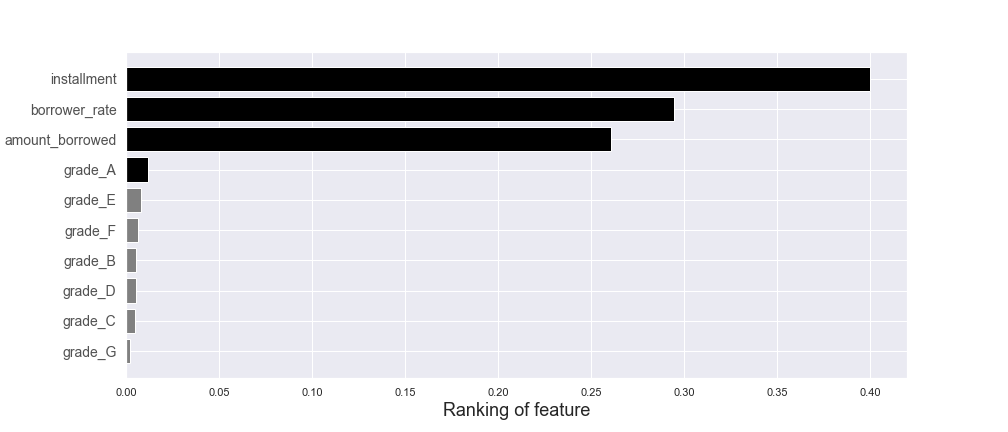 installment
borrower_rate
amount_borrowed
grade_A
grade_E
grade_F
grade_B
grade_D
grade_C
grade_G
0.00 0.05 0.10 0.15 0.20 0.25 0.30 0.35 0.40
Ranking of feature